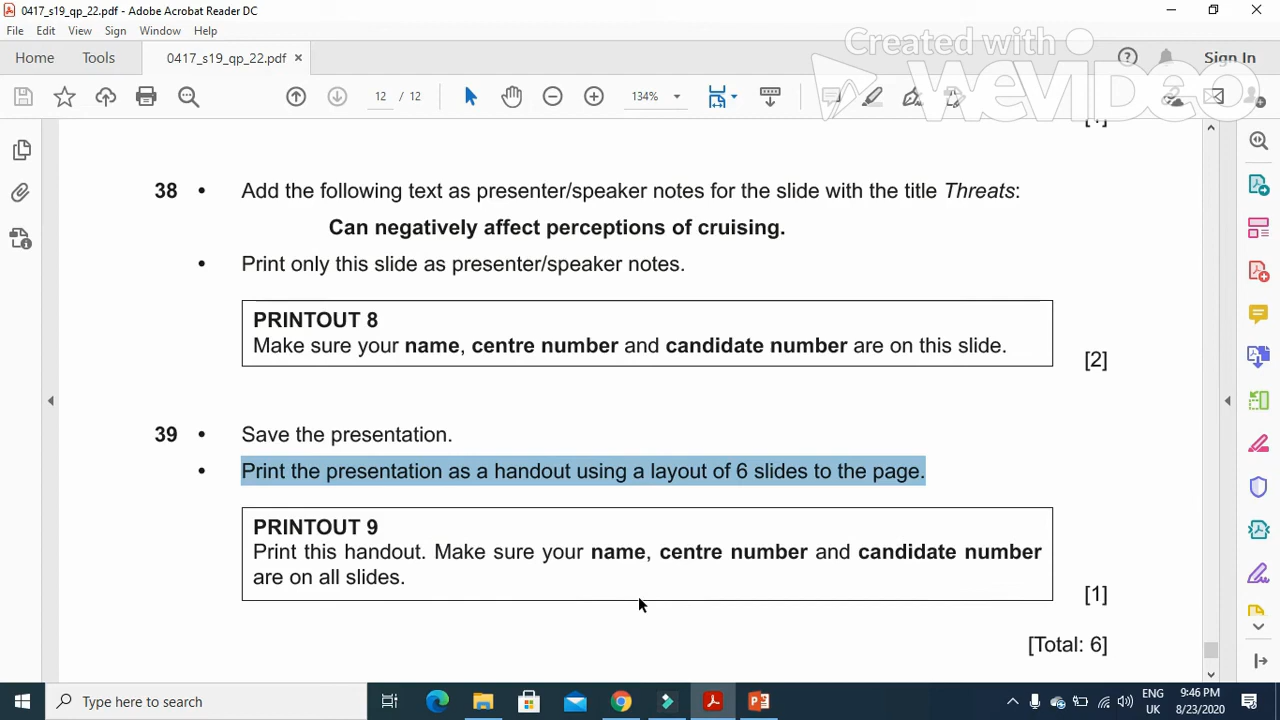 0417_s19_qp_22.pdf - Adobe Acrobat Reader DC
File Edit View Sign Window Help
Created with
WeVideo
Home Tools 0417_s19_qp_22.pdf × Sign In
12 / 12 134%
38 • Add the following text as presenter/speaker notes for the slide with the title Threats:
Can negatively affect perceptions of cruising.
• Print only this slide as presenter/speaker notes.
PRINTOUT 8
Make sure your name, centre number and candidate number are on this slide.
[2]
39 • Save the presentation.
• Print the presentation as a handout using a layout of 6 slides to the page.
PRINTOUT 9
Print this handout. Make sure your name, centre number and candidate number
are on all slides.
[1]
[Total: 6]
Type here to search
ENG
UK
9:46 PM
8/23/2020